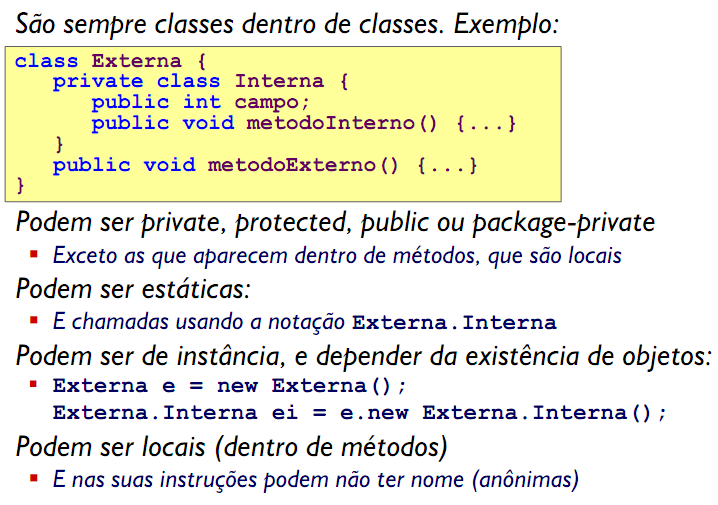 São sempre classes dentro de classes. Exemplo:
class Externa {
   private class Interna {
      public int campo;
      public void metodoInterno() {...}
   }
   public void metodoExterno() {...}
}
Podem ser private, protected, public ou package-private
▪ Exceto as que aparecem dentro de métodos, que são locais
Podem ser estáticas:
▪ E chamadas usando a notação Externa.Interna
Podem ser de instância, e depender da existência de objetos:
▪ Externa e = new Externa();
Externa.Interna ei = e.new Externa.Interna();
Podem ser locais (dentro de métodos)
▪ E nas suas instruções podem não ter nome (anônimas)